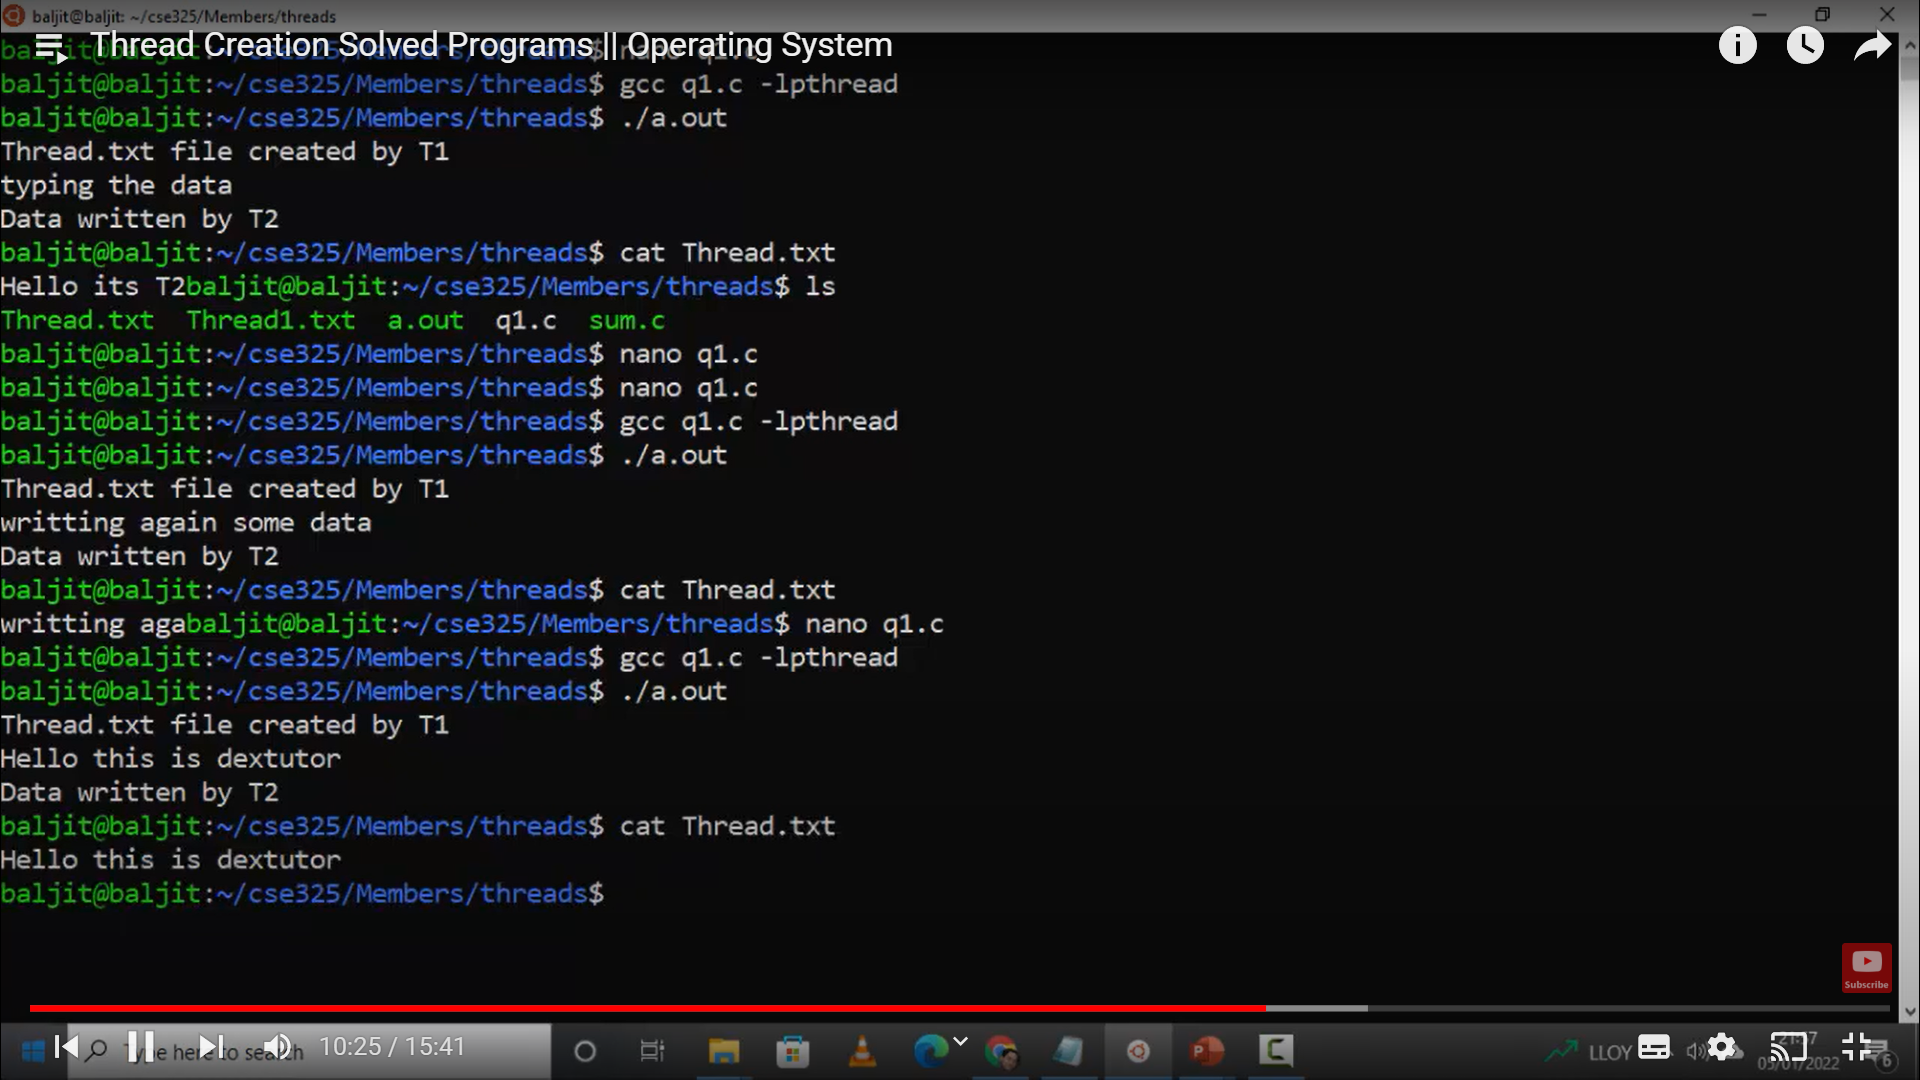 baljit@baljit: ~/cse325/Members/threads
Thread Creation Solved Programs || Operating System
baljit@baljit:~/cse325/Members/threads$ nano q1.c
baljit@baljit:~/cse325/Members/threads$ gcc q1.c -lpthread
baljit@baljit:~/cse325/Members/threads$ ./a.out
Thread.txt file created by T1
typing the data
Data written by T2
baljit@baljit:~/cse325/Members/threads$ cat Thread.txt
Hello its T2baljit@baljit:~/cse325/Members/threads$ ls
Thread.txt  Thread1.txt  a.out  q1.c  sum.c
baljit@baljit:~/cse325/Members/threads$ nano q1.c
baljit@baljit:~/cse325/Members/threads$ nano q1.c
baljit@baljit:~/cse325/Members/threads$ gcc q1.c -lpthread
baljit@baljit:~/cse325/Members/threads$ ./a.out
Thread.txt file created by T1
writting again some data
Data written by T2
baljit@baljit:~/cse325/Members/threads$ cat Thread.txt
writting agabaljit@baljit:~/cse325/Members/threads$ nano q1.c
baljit@baljit:~/cse325/Members/threads$ gcc q1.c -lpthread
baljit@baljit:~/cse325/Members/threads$ ./a.out
Thread.txt file created by T1
Hello this is dextutor
Data written by T2
baljit@baljit:~/cse325/Members/threads$ cat Thread.txt
Hello this is dextutor
baljit@baljit:~/cse325/Members/threads$
Subscribe
Type here to search
10:25 / 15:41
LLOY
05/01/2022
6